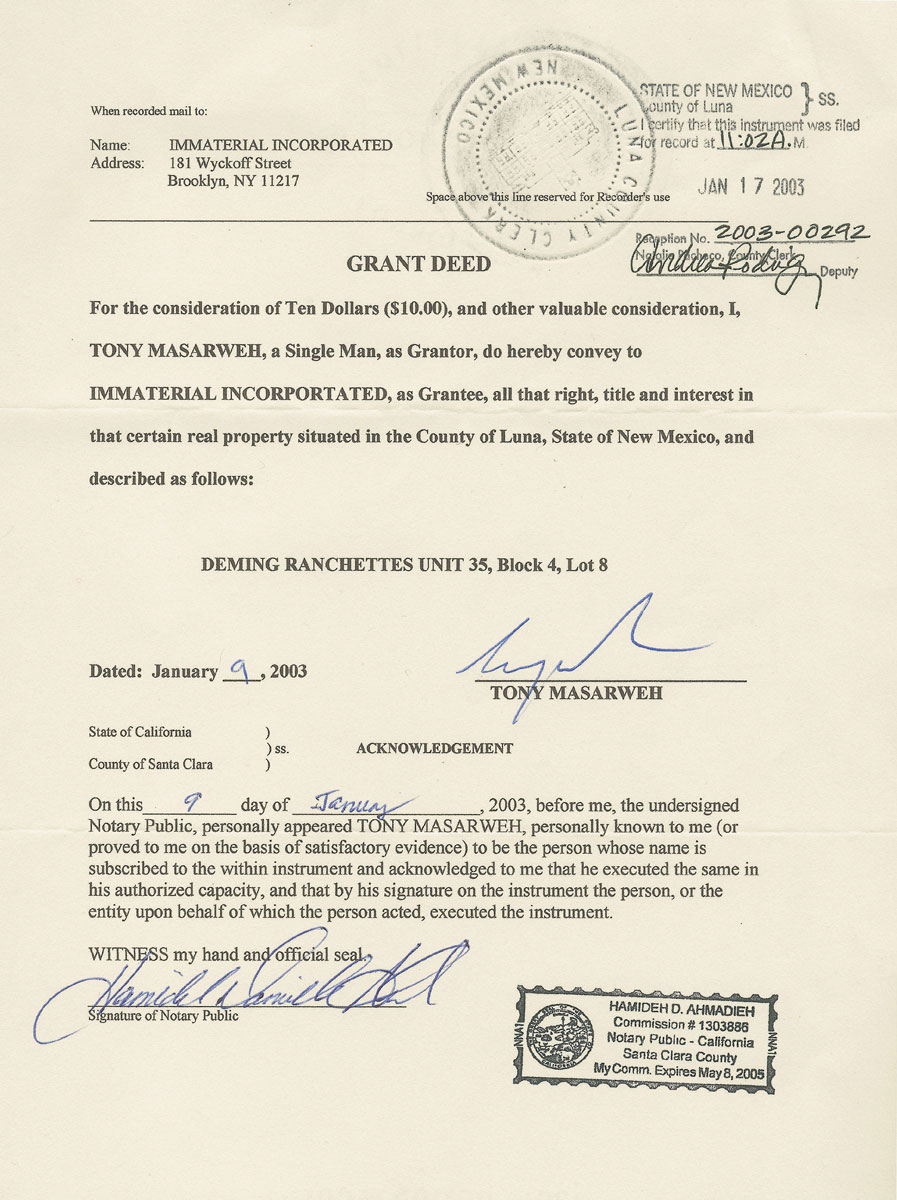 NEW MEXICO
LUNA COUNTY CLERK
STATE OF NEW MEXICO } SS.
County of Luna
I certify that this instrument was filed
for record at 11:02A.M
JAN 17 2003
When recorded mail to:
Name: IMMATERIAL INCORPORATED
Address: 181 Wyckoff Street
Brooklyn, NY 11217
Space above this line reserved for Recorder's use
Reception No. 2003-00292
Natalie Pacheco, County Clerk
Deputy
GRANT DEED
For the consideration of Ten Dollars ($10.00), and other valuable consideration, I,
TONY MASARWEH, a Single Man, as Grantor, do hereby convey to
IMMATERIAL INCORPORTATED, as Grantee, all that right, title and interest in
that certain real property situated in the County of Luna, State of New Mexico, and
described as follows:
DEMING RANCHETTES UNIT 35, Block 4, Lot 8
Dated: January 9, 2003
TONY MASARWEH
State of California )
) ss. ACKNOWLEDGEMENT
County of Santa Clara )
On this 9 day of January, 2003, before me, the undersigned
Notary Public, personally appeared TONY MASARWEH, personally known to me (or
proved to me on the basis of satisfactory evidence) to be the person whose name is
subscribed to the within instrument and acknowledged to me that he executed the same in
his authorized capacity, and that by his signature on the instrument the person, or the
entity upon behalf of which the person acted, executed the instrument.
WITNESS my hand and official seal.
Signature of Notary Public
NNA1
HAMIDEH D. AHMADIEH
Commission # 1303886
Notary Public - California
Santa Clara County
My Comm. Expires May 8, 2005
NNA1